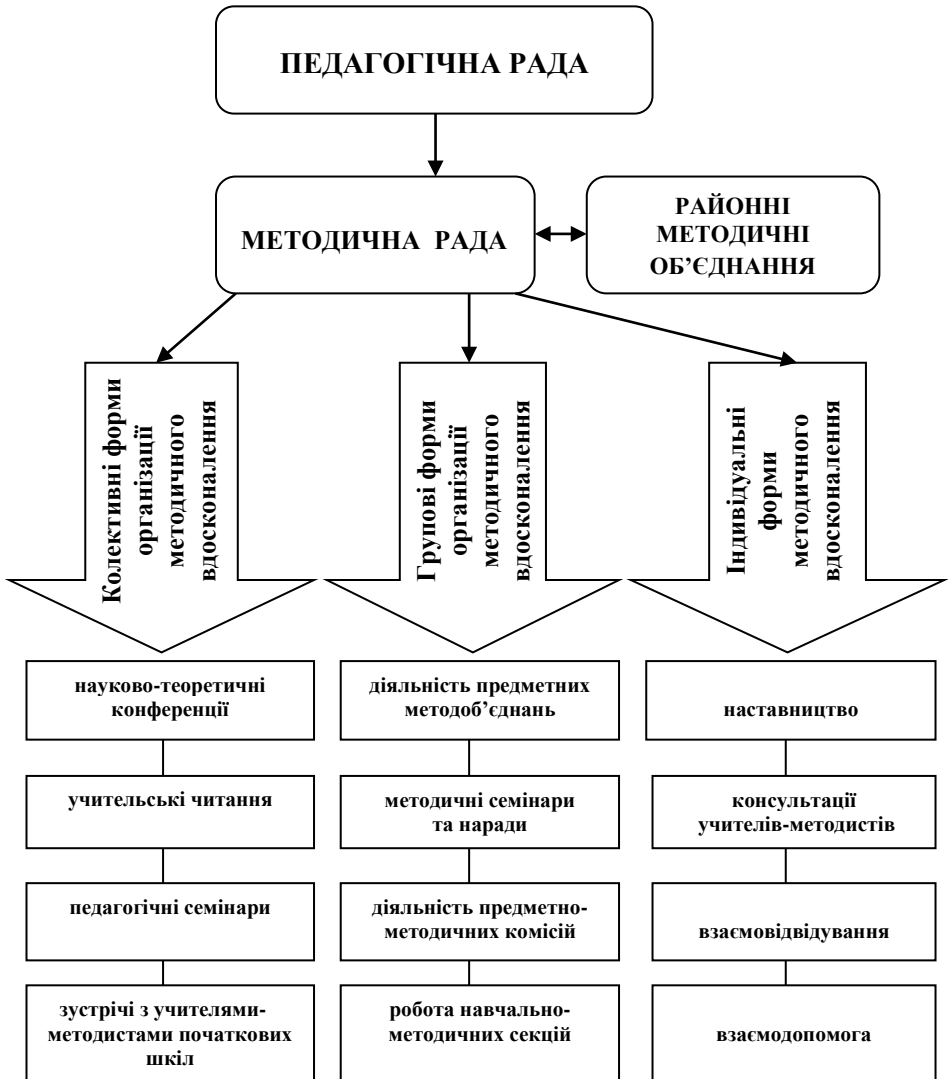 ПЕДАГОГІЧНА РАДА
МЕТОДИЧНА РАДА
РАЙОННІ
МЕТОДИЧНІ
ОБ’ЄДНАННЯ
Колективні форми
організації
методичного
вдосконалення
Групові форми
організації
методичного
вдосконалення
Індивідуальні
форми
методичного
вдосконалення
науково-теоретичні
конференції
учительські читання
педагогічні семінари
зустрічі з учителями-
методистами початкових
шкіл
діяльність предметних
методоб’єднань
методичні семінари
та наради
діяльність предметно-
методичних комісій
робота навчально-
методичних секцій
наставництво
консультації
учителів-методистів
взаємовідвідування
взаємодопомога